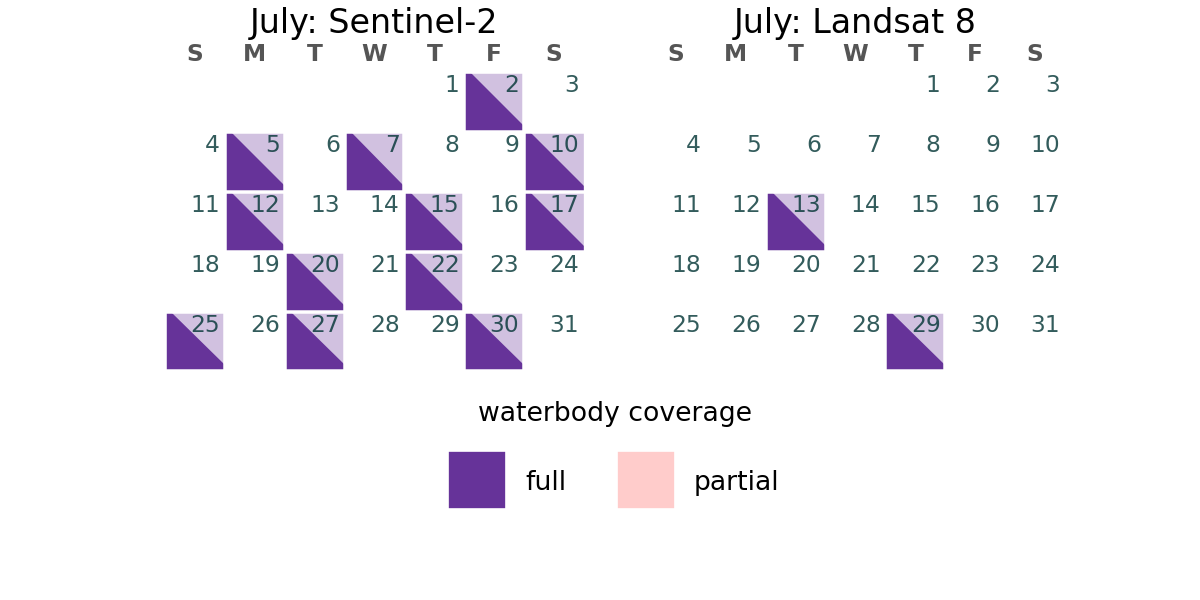 July: Sentinel-2
S M T W T F S
1 2 3
4 5 6 7 8 9 10
11 12 13 14 15 16 17
18 19 20 21 22 23 24
25 26 27 28 29 30 31
July: Landsat 8
S M T W T F S
1 2 3
4 5 6 7 8 9 10
11 12 13 14 15 16 17
18 19 20 21 22 23 24
25 26 27 28 29 30 31
waterbody coverage
full partial